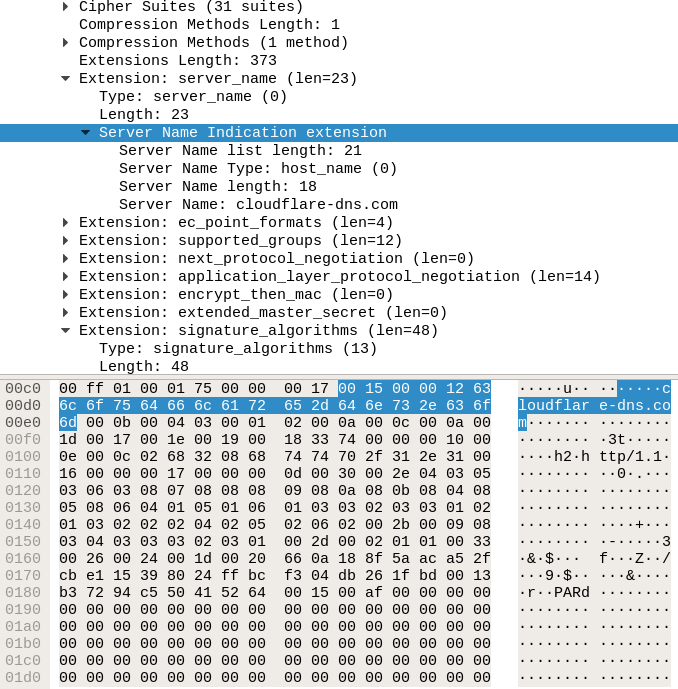 Cipher Suites (31 suites)
Compression Methods Length: 1
Compression Methods (1 method)
Extensions Length: 373
Extension: server_name (len=23)
Type: server_name (0)
Length: 23
Server Name Indication extension
Server Name list length: 21
Server Name Type: host_name (0)
Server Name length: 18
Server Name: cloudflare-dns.com
Extension: ec_point_formats (len=4)
Extension: supported_groups (len=12)
Extension: next_protocol_negotiation (len=0)
Extension: application_layer_protocol_negotiation (len=14)
Extension: encrypt_then_mac (len=0)
Extension: extended_master_secret (len=0)
Extension: signature_algorithms (len=48)
Type: signature_algorithms (13)
Length: 48
00c0 00 ff 01 00 01 75 00 00 00 17 00 15 00 00 12 63 ·····u·· ·······c
00d0 6c 6f 75 64 66 6c 61 72 65 2d 64 6e 73 2e 63 6f loudflar e-dns.co
00e0 6d 00 0b 00 04 03 00 01 02 00 0a 00 0c 00 0a 00 m······· ········
00f0 1d 00 17 00 1e 00 19 00 18 33 74 00 00 00 10 00 ········ ·3t·····
0100 0e 00 0c 02 68 32 08 68 74 74 70 2f 31 2e 31 00 ····h2·h ttp/1.1·
0110 16 00 00 00 17 00 00 00 0d 00 30 00 2e 04 03 05 ········ ··0·.···
0120 03 06 03 08 07 08 08 08 09 08 0a 08 0b 08 04 08 ········ ········
0130 05 08 06 04 01 05 01 06 01 03 03 02 03 03 01 02 ········ ········
0140 01 03 02 02 02 04 02 05 02 06 02 00 2b 00 09 08 ········ ····+···
0150 03 04 03 03 03 02 03 01 00 2d 00 02 01 01 00 33 ········ ·-·····3
0160 00 26 00 24 00 1d 00 20 66 0a 18 8f 5a ac a5 2f ·&·$··· f···Z··/
0170 cb e1 15 39 80 24 ff bc f3 04 db 26 1f bd 00 13 ···9·$·· ···&····
0180 b3 72 94 c5 50 41 52 64 00 15 00 af 00 00 00 00 ·r··PARd ········
0190 00 00 00 00 00 00 00 00 00 00 00 00 00 00 00 00 ········ ········
01a0 00 00 00 00 00 00 00 00 00 00 00 00 00 00 00 00 ········ ········
01b0 00 00 00 00 00 00 00 00 00 00 00 00 00 00 00 00 ········ ········
01c0 00 00 00 00 00 00 00 00 00 00 00 00 00 00 00 00 ········ ········
01d0 00 00 00 00 00 00 00 00 00 00 00 00 00 00 00 00 ········ ········